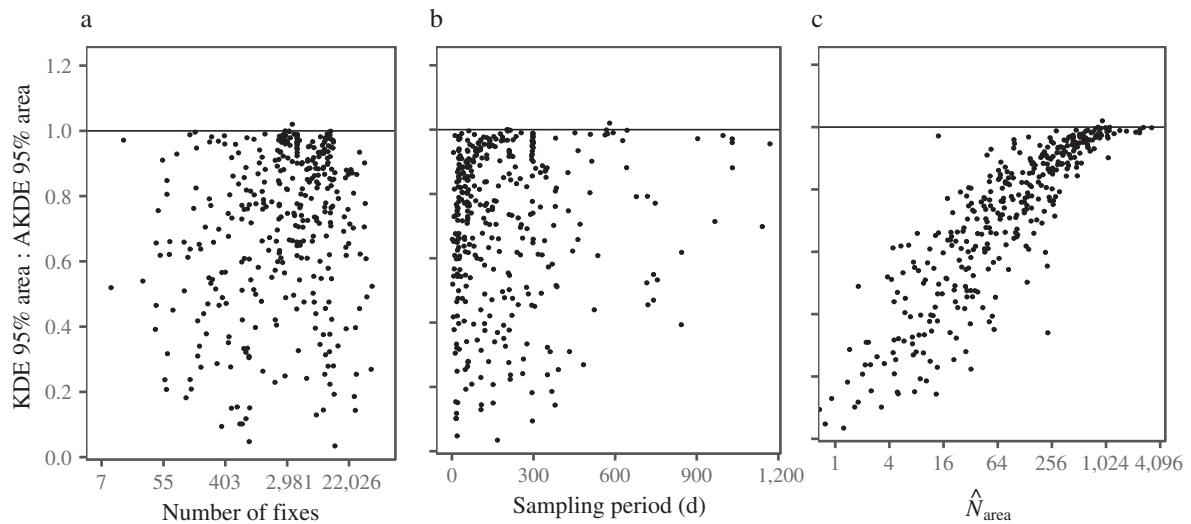 a
b
c
KDE 95% area : AKDE 95% area
1.2
1.0
0.8
0.6
0.4
0.2
0.0
7 55 403 2,981 22,026
0 300 600 900 1,200
1 4 16 64 256 1,024 4,096
Number of fixes
Sampling period (d)
N̂area